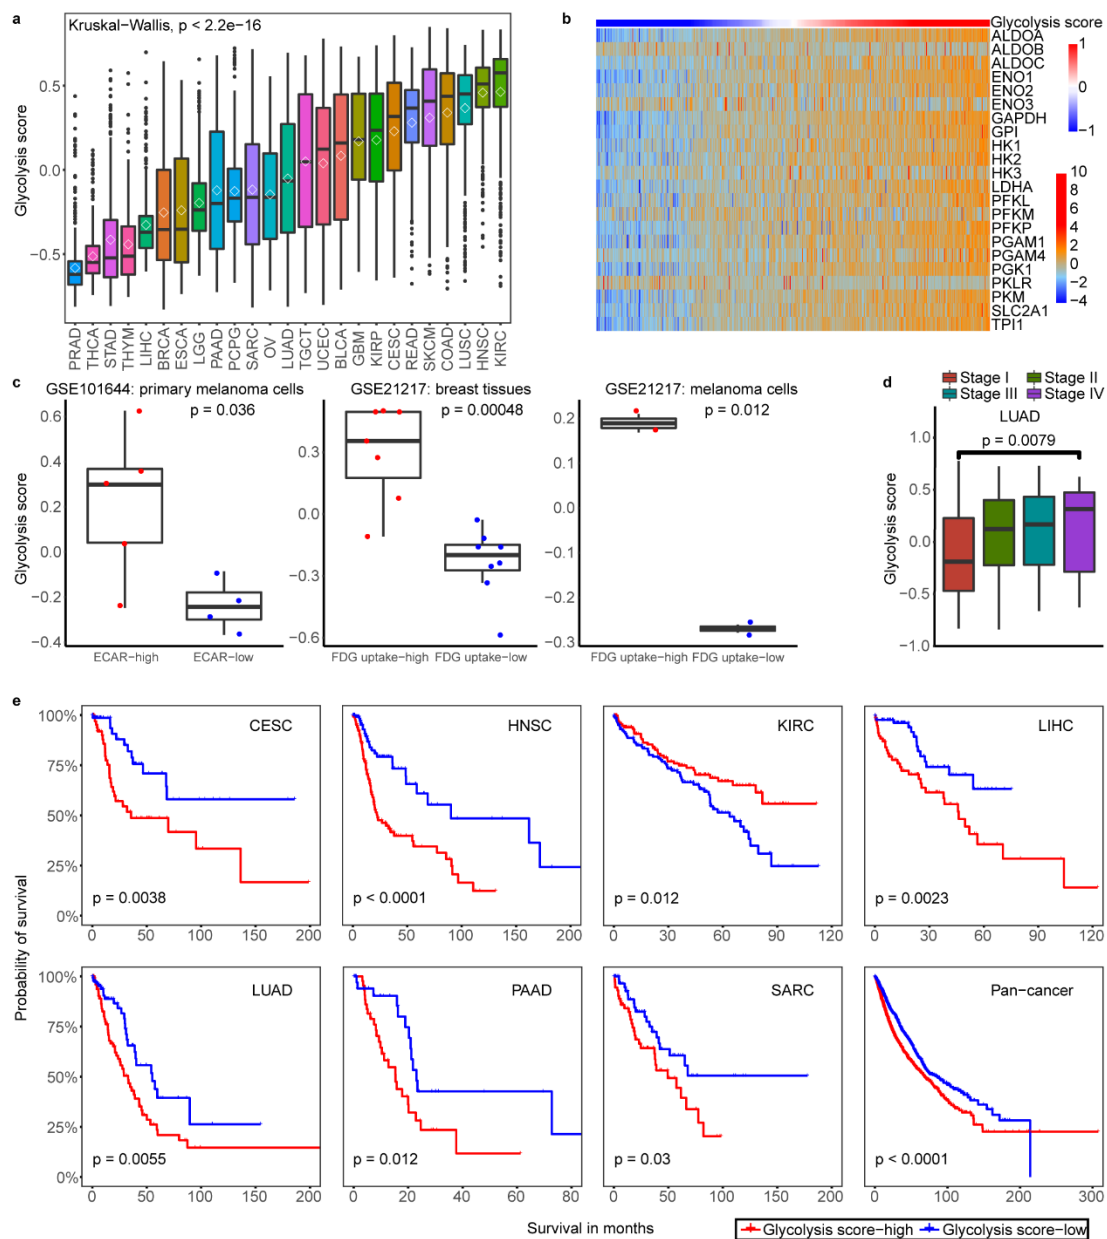 a
Kruskal−Wallis, p < 2.2e−16
Glycolysis score
0.5
0.0
−0.5
PRAD
THCA
STAD
THYM
LIHC
BRCA
ESCA
LGG
PAAD
PCPG
SARC
OV
LUAD
TGCT
UCEC
BLCA
GBM
KIRP
CESC
READ
SKCM
COAD
LUSC
HNSC
KIRC
b
Glycolysis score
ALDOA
ALDOB
ALDOC
ENO1
ENO2
ENO3
GAPDH
GPI
HK1
HK2
HK3
LDHA
PFKL
PFKM
PFKP
PGAM1
PGAM4
PGK1
PKLR
PKM
SLC2A1
TPI1
1
0.5
0
−0.5
−1
10
8
6
4
2
0
−2
−4
c
GSE101644: primary melanoma cells
p = 0.036
Glycolysis score
0.6
0.4
0.2
0.0
−0.2
−0.4
ECAR−high
ECAR−low
GSE21217: breast tissues
p = 0.00048
0.3
0.0
−0.3
−0.6
FDG uptake−high
FDG uptake−low
GSE21217: melanoma cells
p = 0.012
0.2
0.1
0.0
−0.1
−0.2
−0.3
FDG uptake−high
FDG uptake−low
d
Stage I
Stage II
Stage III
Stage IV
LUAD
p = 0.0079
Glycolysis score
1.0
0.5
0.0
−0.5
−1.0
e
Probability of survival
100%
75%
50%
25%
0%
CESC
p = 0.0038
0 50 100 150 200
HNSC
p < 0.0001
0 50 100 150 200
KIRC
p = 0.012
0 30 60 90 120
LIHC
p = 0.0023
0 30 60 90 120
100%
75%
50%
25%
0%
LUAD
p = 0.0055
0 50 100 150 200
PAAD
p = 0.012
0 20 40 60 80
SARC
p = 0.03
0 50 100 150 200
Pan−cancer
p < 0.0001
0 100 200 300
Survival in months
Glycolysis score−high
Glycolysis score−low